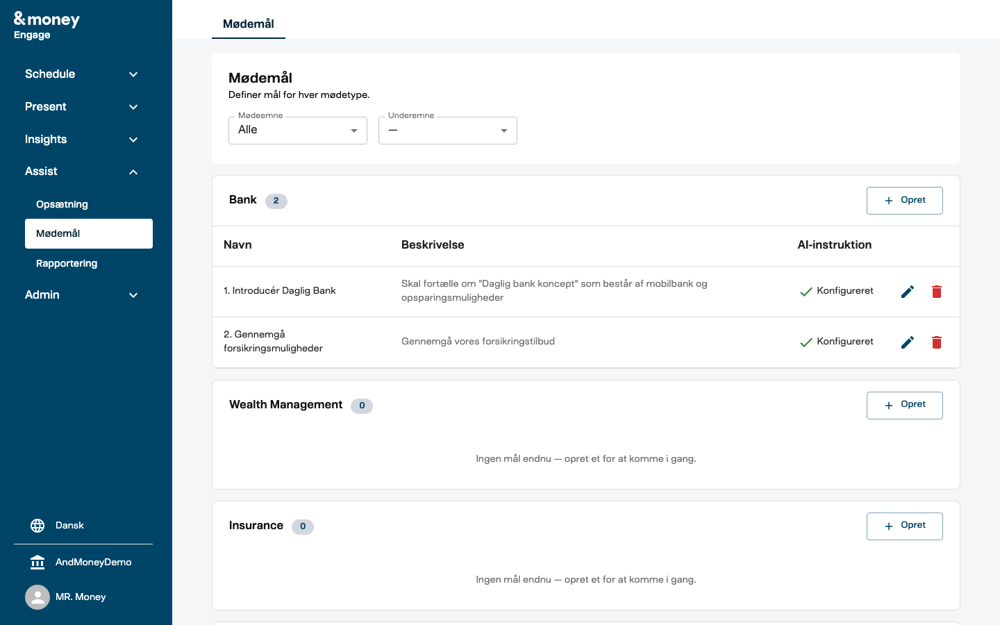 &money
Engage
Schedule
Present
Insights
Assist
Opsætning
Mødemål
Rapportering
Admin
Dansk
AndMoneyDemo
MR. Money
Mødemål
Mødemål
Definer mål for hver mødetype.
Mødeemne
Alle
Underemne
—
Bank 2
+ Opret
Navn Beskrivelse AI-instruktion
1. Introducér Daglig Bank
Skal fortælle om "Daglig bank koncept" som består af mobilbank og
opsparingsmuligheder
Konfigureret
2. Gennemgå
forsikringsmuligheder
Gennemgå vores forsikringstilbud
Konfigureret
Wealth Management 0
+ Opret
Ingen mål endnu — opret et for at komme i gang.
Insurance 0
+ Opret
Ingen mål endnu — opret et for at komme i gang.